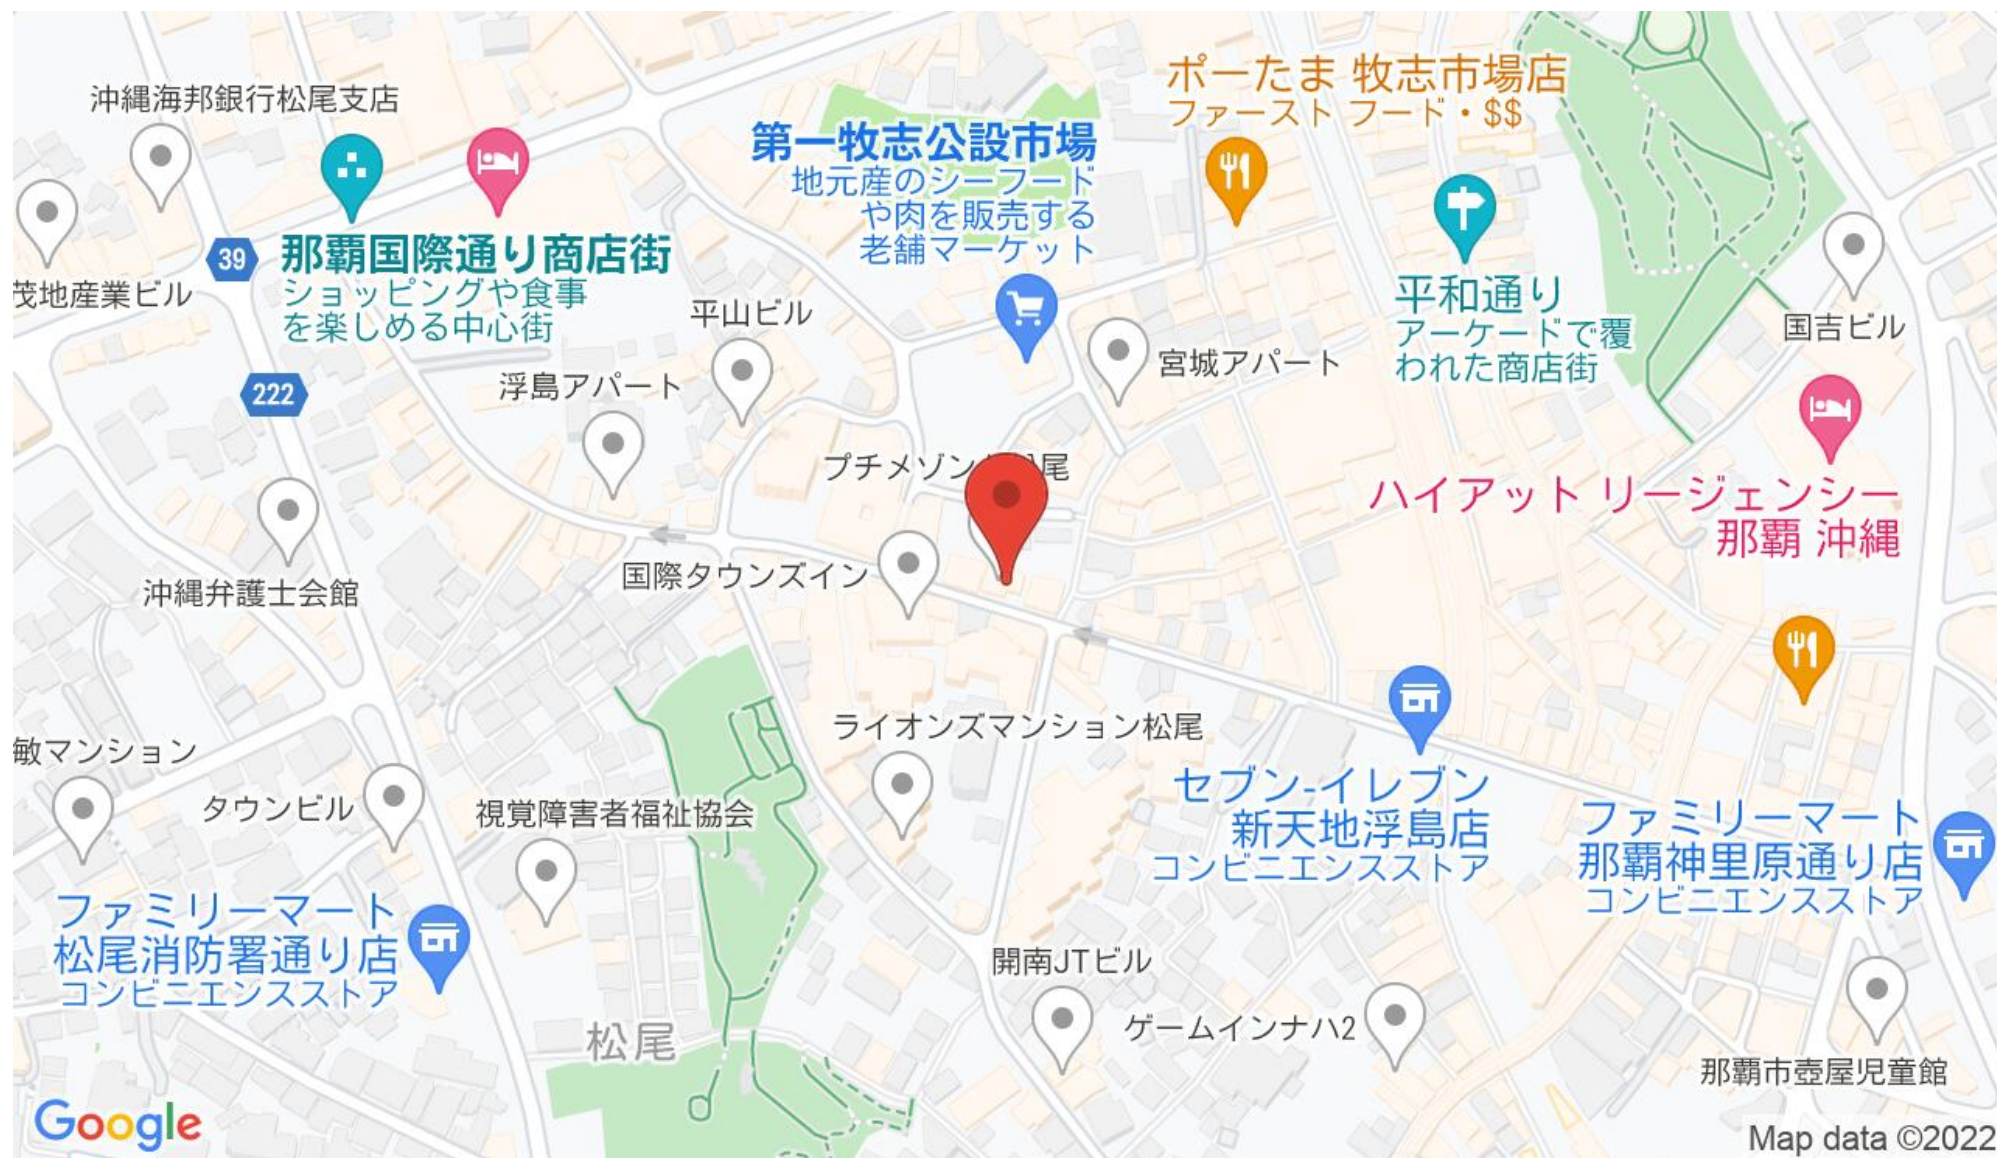 沖縄海邦銀行松尾支店
ポーたま 牧志市場店
ファースト フード・$$
第一牧志公設市場
地元産のシーフード
や肉を販売する
老舗マーケット
39
那覇国際通り商店街
ショッピングや食事
を楽しめる中心街
茂地産業ビル
平山ビル
平和通り
アーケードで覆
われた商店街
国吉ビル
宮城アパート
222
浮島アパート
プチメゾン
尾
ハイアット リージェンシー
那覇 沖縄
国際タウンズイン
沖縄弁護士会館
ライオンズマンション松尾
敏マンション
タウンビル
視覚障害者福祉協会
セブン-イレブン
新天地浮島店
コンビニエンスストア
ファミリーマート
那覇神里原通り店
コンビニエンスストア
ファミリーマート
松尾消防署通り店
コンビニエンスストア
開南JTビル
松尾
ゲームインナハ2
那覇市壺屋児童館
Google
Map data ©2022